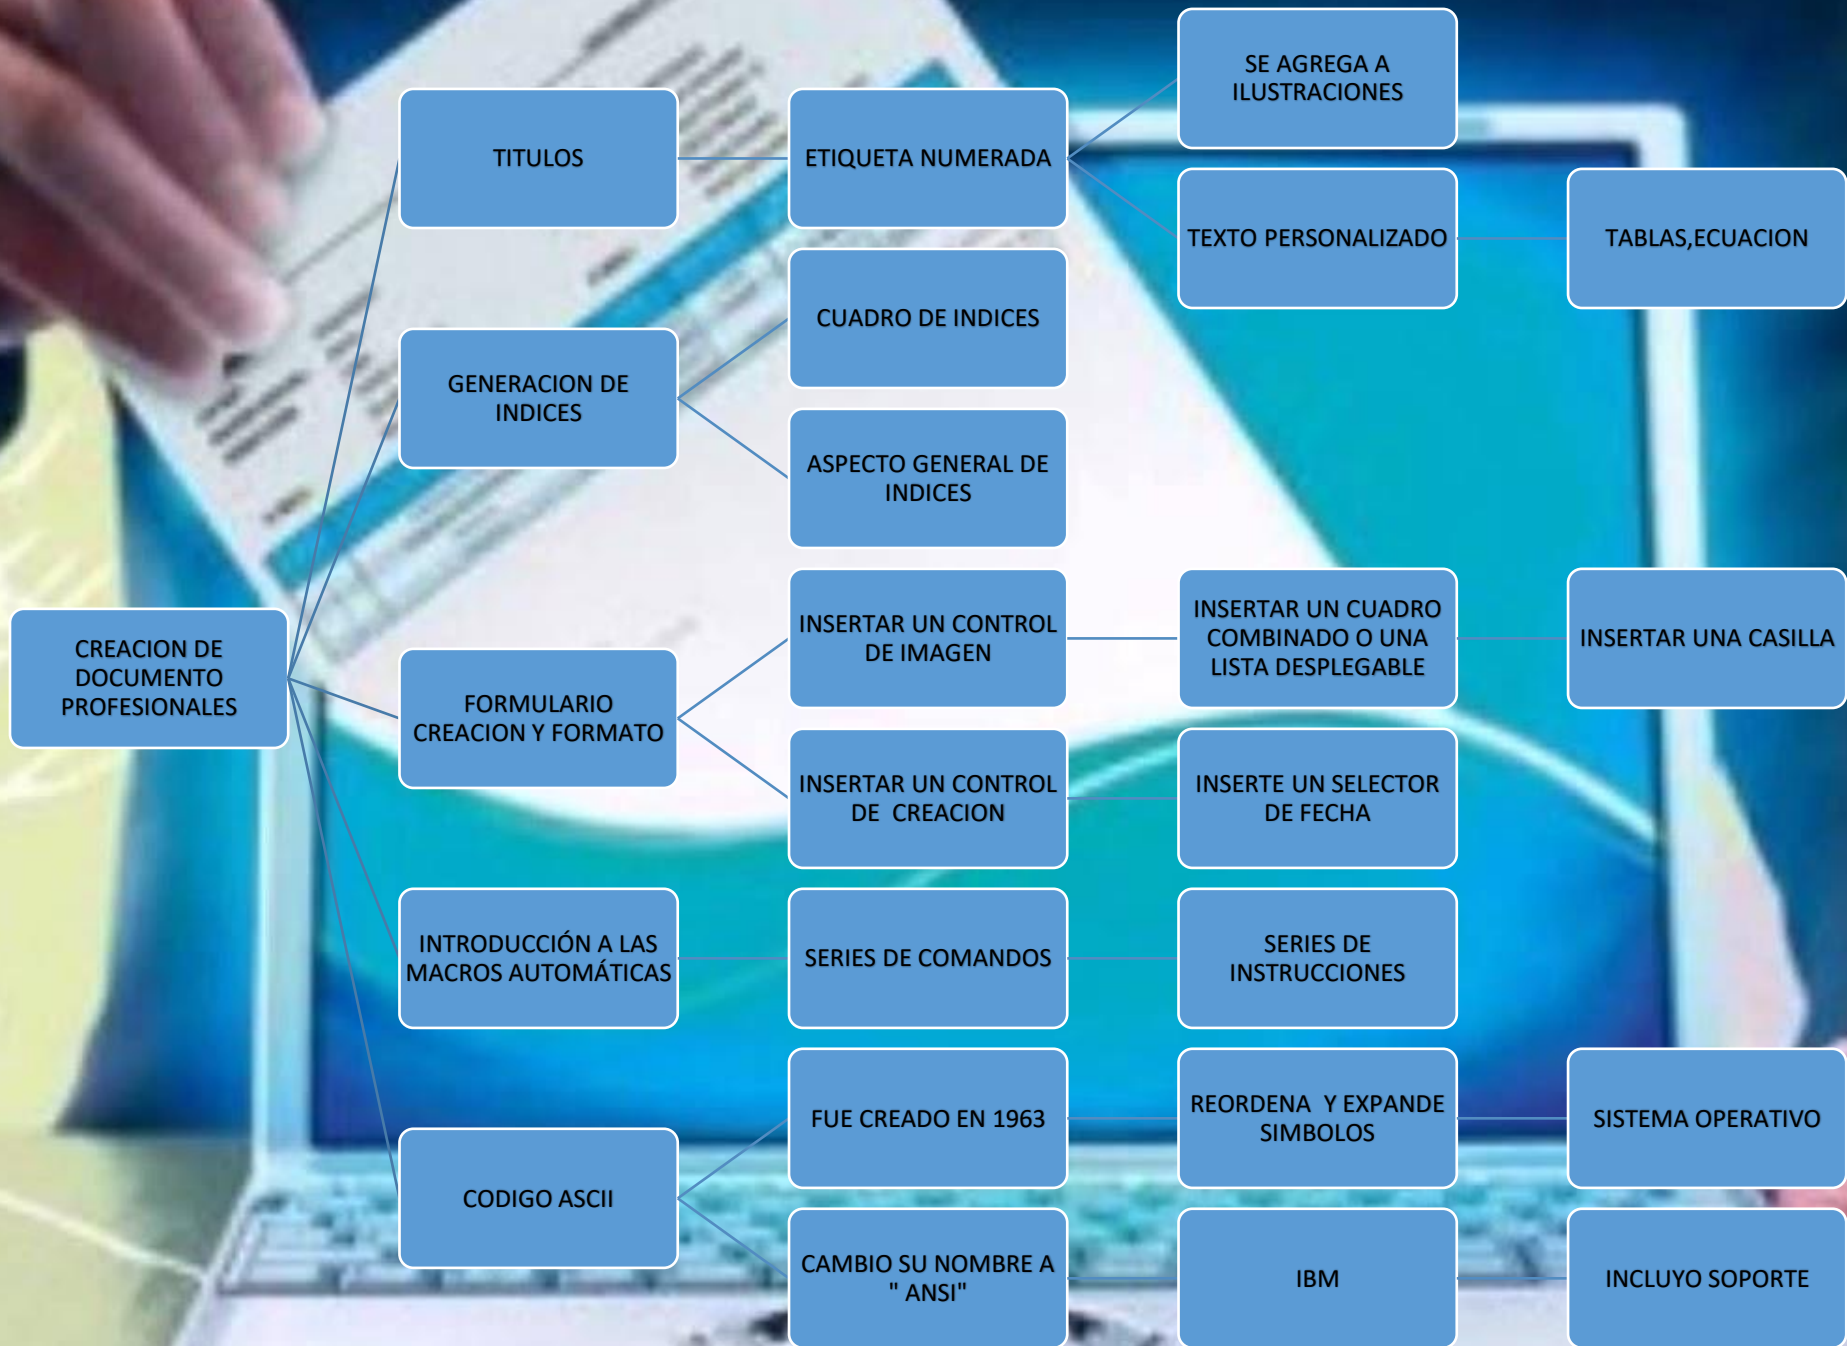 CREACION DE
DOCUMENTO
PROFESIONALES
TITULOS
ETIQUETA NUMERADA
SE AGREGA A
ILUSTRACIONES
TEXTO PERSONALIZADO
TABLAS,ECUACION
GENERACION DE
INDICES
CUADRO DE INDICES
ASPECTO GENERAL DE
INDICES
FORMULARIO
CREACION Y FORMATO
INSERTAR UN CONTROL
DE IMAGEN
INSERTAR UN CUADRO
COMBINADO O UNA
LISTA DESPLEGABLE
INSERTAR UNA CASILLA
INSERTAR UN CONTROL
DE  CREACION
INSERTE UN SELECTOR
DE FECHA
INTRODUCCIÓN A LAS
MACROS AUTOMÁTICAS
SERIES DE COMANDOS
SERIES DE
INSTRUCCIONES
CODIGO ASCII
FUE CREADO EN 1963
REORDENA  Y EXPANDE
SIMBOLOS
SISTEMA OPERATIVO
CAMBIO SU NOMBRE A
" ANSI"
IBM
INCLUYO SOPORTE